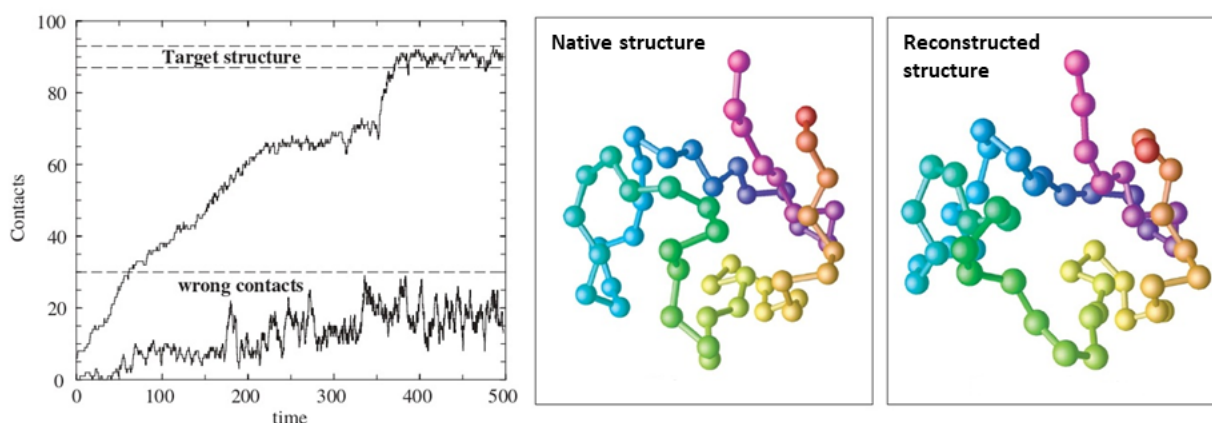 100
80
60
40
20
0
Contacts
Target structure
wrong contacts
0 100 200 300 400 500
time
Native structure
Reconstructed
structure